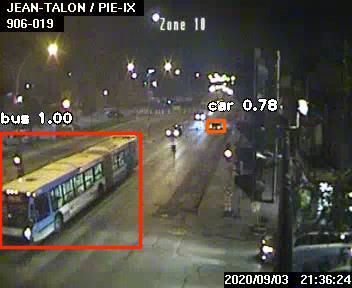 JEAN-TALON / PIE-IX
906-019
Zone 10
car 0.78
bus 1.00
2020/09/03 21:36:24